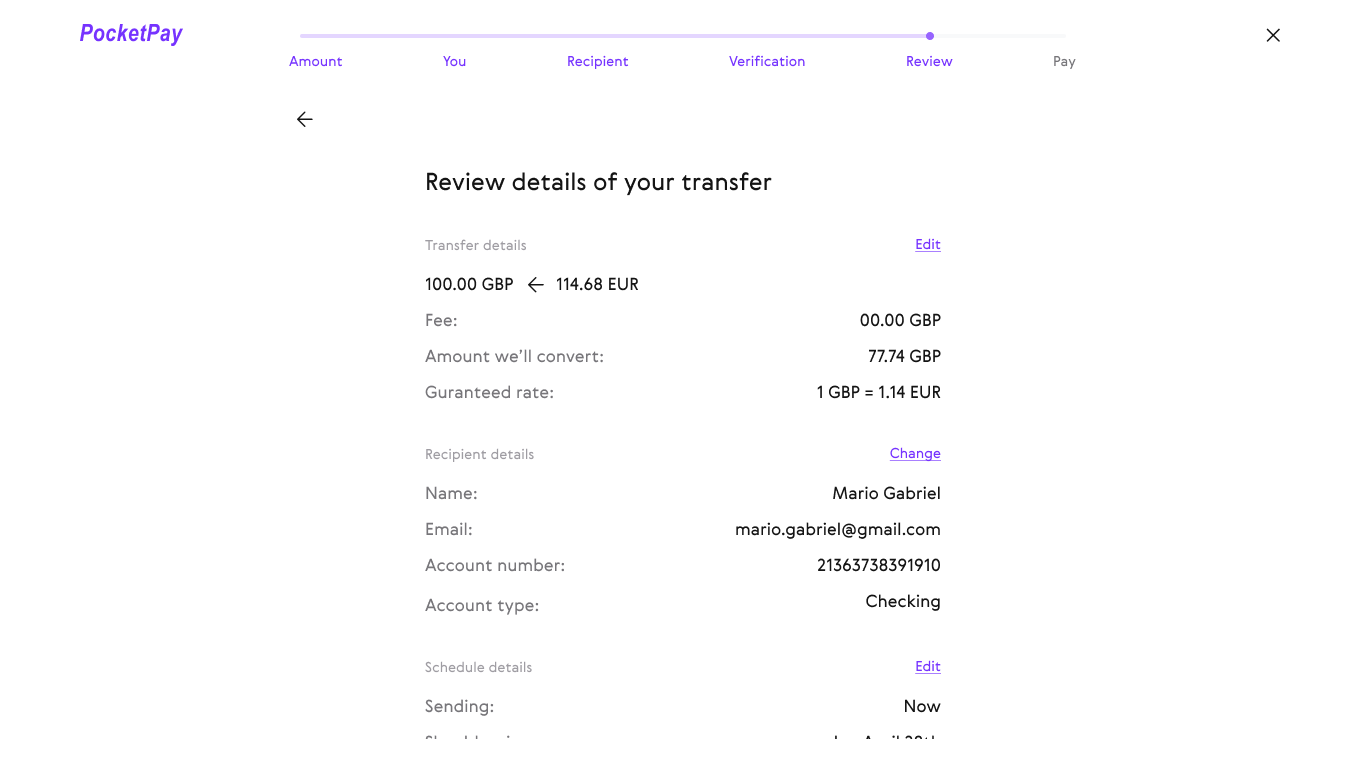 PocketPay
Amount You Recipient Verification Review Pay
Review details of your transfer
Transfer details Edit
100.00 GBP ← 114.68 EUR
Fee: 00.00 GBP
Amount we'll convert: 77.74 GBP
Guranteed rate: 1 GBP = 1.14 EUR
Recipient details Change
Name: Mario Gabriel
Email: mario.gabriel@gmail.com
Account number: 21363738391910
Account type: Checking
Schedule details Edit
Sending: Now